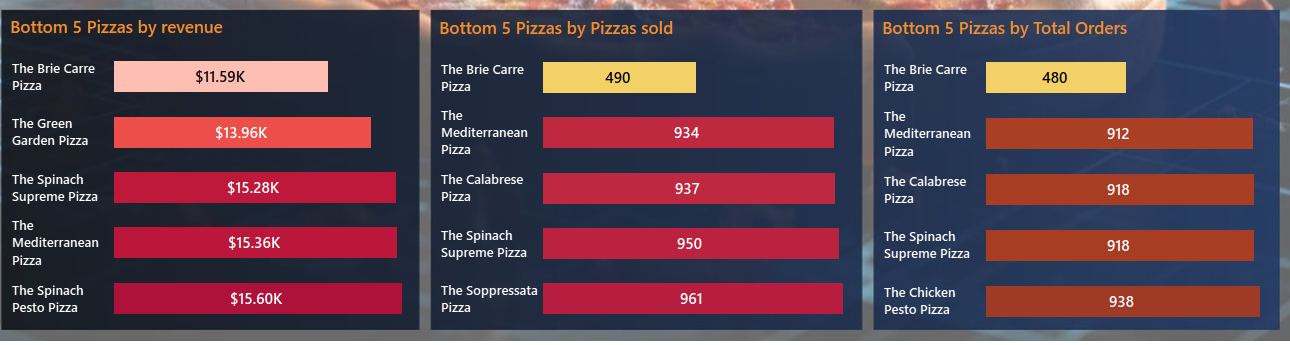 Bottom 5 Pizzas by revenue
The Brie Carre
Pizza
$11.59K
The Green
Garden Pizza
$13.96K
The Spinach
Supreme Pizza
$15.28K
The
Mediterranean
Pizza
$15.36K
The Spinach
Pesto Pizza
$15.60K
Bottom 5 Pizzas by Pizzas sold
The Brie Carre
Pizza
490
The
Mediterranean
Pizza
934
The Calabrese
Pizza
937
The Spinach
Supreme Pizza
950
The Soppressata
Pizza
961
Bottom 5 Pizzas by Total Orders
The Brie Carre
Pizza
480
The
Mediterranean
Pizza
912
The Calabrese
Pizza
918
The Spinach
Supreme Pizza
918
The Chicken
Pesto Pizza
938